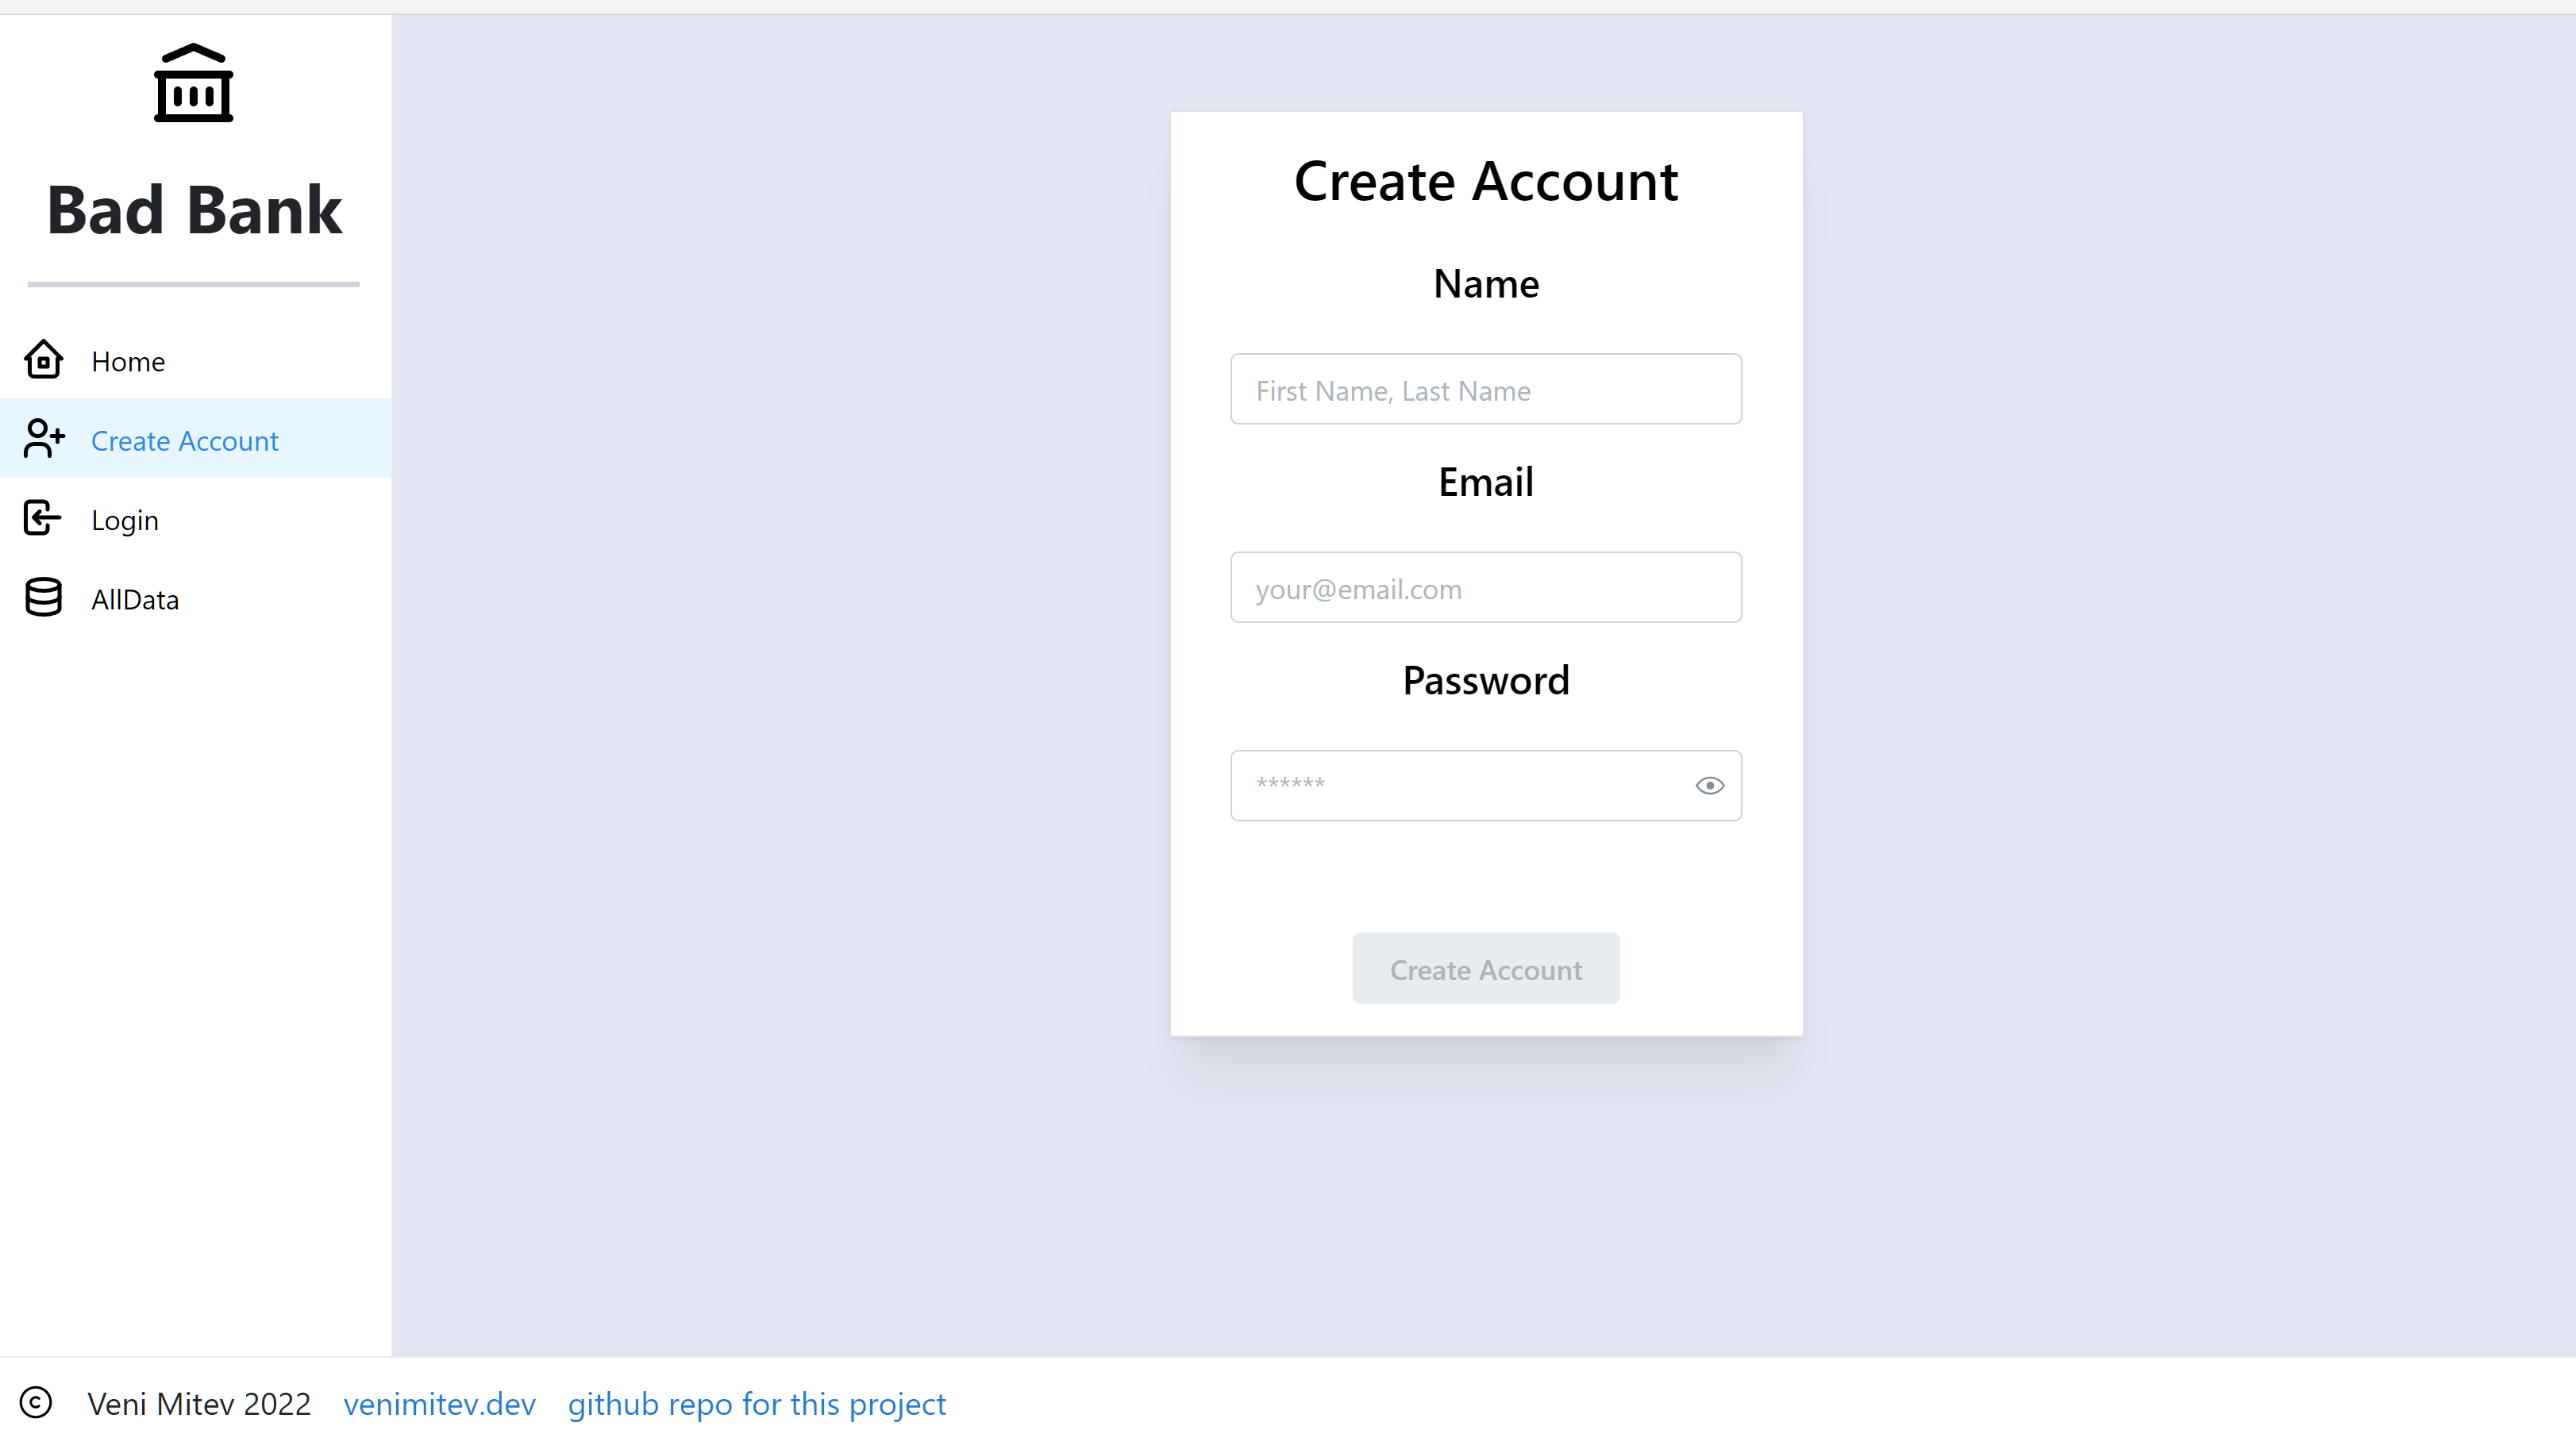 Bad Bank
Home
Create Account
Login
AllData
Create Account
Name
First Name, Last Name
Email
your@email.com
Password
******
Create Account
© Veni Mitev 2022 venimitev.dev github repo for this project